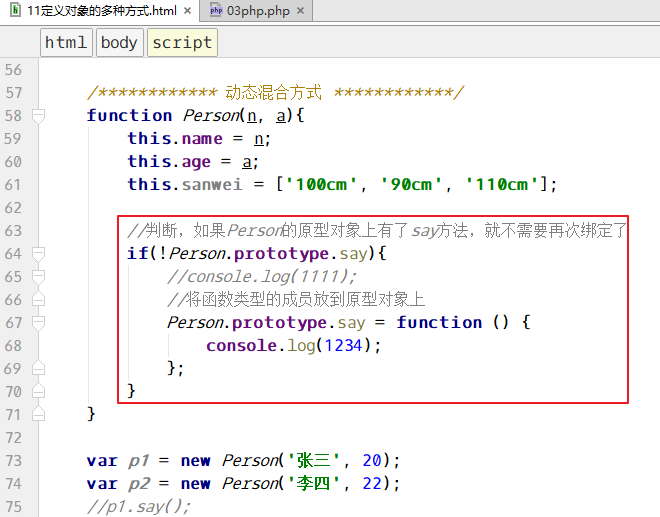 11定义对象的多种方式.html × 03php.php ×
html body script
56
57 /************ 动态混合方式 ************/
58 function Person(n, a){
59 this.name = n;
60 this.age = a;
61 this.sanwei = ['100cm', '90cm', '110cm'];
62
63 //判断，如果Person的原型对象上有了say方法，就不需要再次绑定了
64 if(!Person.prototype.say){
65 //console.log(1111);
66 //将函数类型的成员放到原型对象上
67 Person.prototype.say = function () {
68 console.log(1234);
69 };
70 }
71 }
72
73 var p1 = new Person('张三', 20);
74 var p2 = new Person('李四', 22);
75 //p1.say();